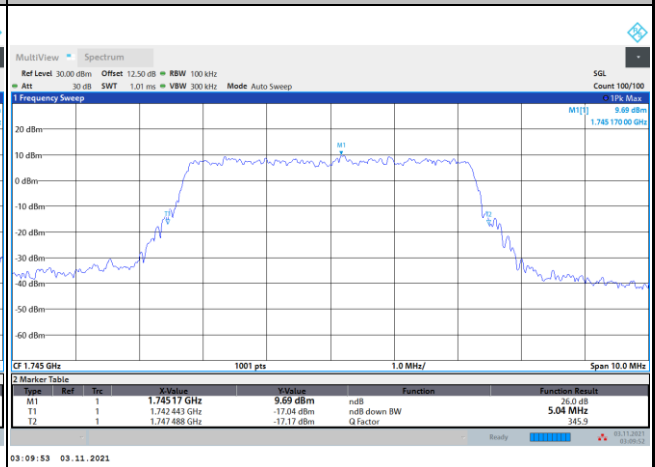 MultiView Spectrum
Ref Level 30.00 dBm Offset 12.50 dB RBW 100 kHz SGL
Att 30 dB SWT 1.01 ms VBW 300 kHz Mode Auto Sweep Count 100/100
1 Frequency Sweep 1Pk Max
M1[1] 9.69 dBm
1.745 170 00 GHz
20 dBm
M1
10 dBm
0 dBm
-10 dBm
T1 T2
-20 dBm
-30 dBm
-40 dBm
-50 dBm
-60 dBm
CF 1.745 GHz 1001 pts 1.0 MHz/ Span 10.0 MHz
2 Marker Table
Type Ref Trc X-Value Y-Value Function Function Result
M1 1 1.745 17 GHz 9.69 dBm ndB 26.0 dB
T1 1 1.742 443 GHz -17.04 dBm ndB down BW 5.04 MHz
T2 1 1.747 488 GHz -17.17 dBm Q Factor 345.9
Ready 03.11.2021
03:09:52
03:09:53 03.11.2021